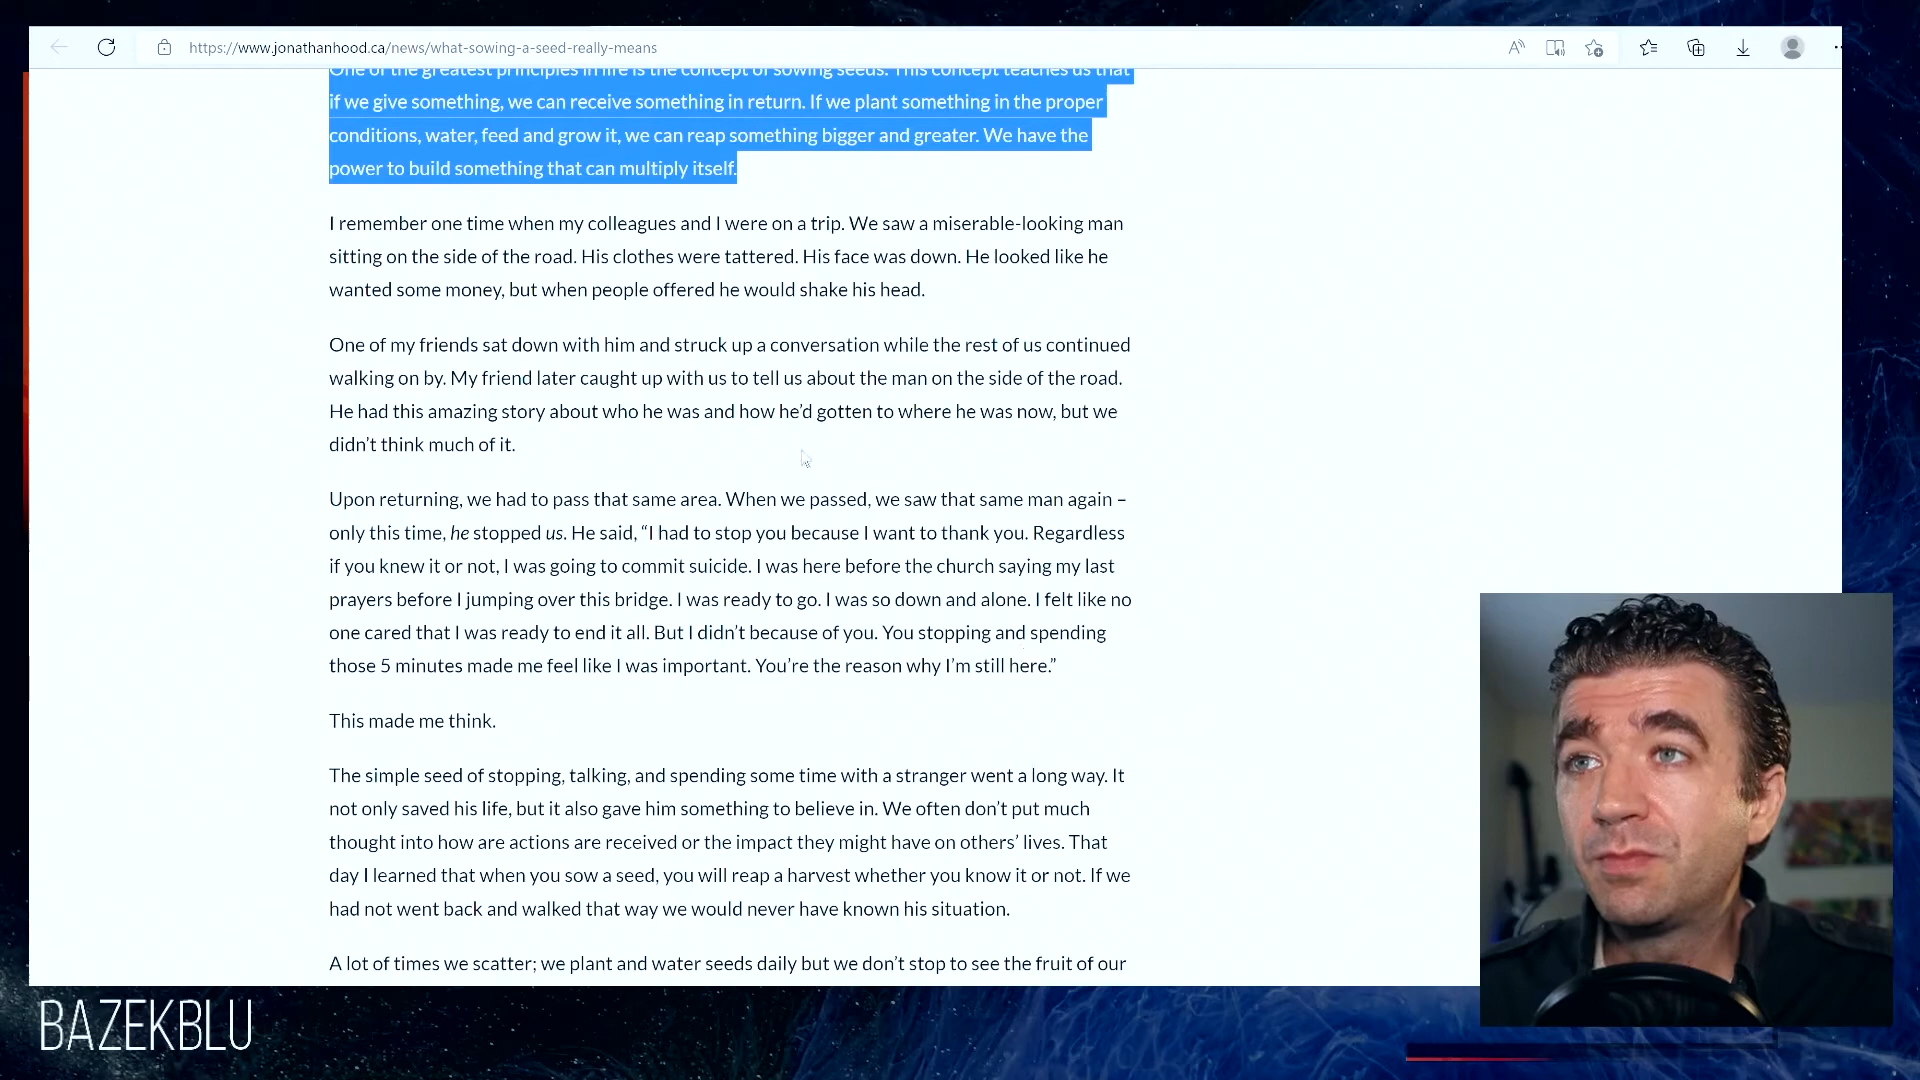 https://www.jonathanhood.ca/news/what-sowing-a-seed-really-means
One of the greatest principles in life is the concept of sowing seeds. This concept teaches us that
if we give something, we can receive something in return. If we plant something in the proper
conditions, water, feed and grow it, we can reap something bigger and greater. We have the
power to build something that can multiply itself.
I remember one time when my colleagues and I were on a trip. We saw a miserable-looking man
sitting on the side of the road. His clothes were tattered. His face was down. He looked like he
wanted some money, but when people offered he would shake his head.
One of my friends sat down with him and struck up a conversation while the rest of us continued
walking on by. My friend later caught up with us to tell us about the man on the side of the road.
He had this amazing story about who he was and how he’d gotten to where he was now, but we
didn’t think much of it.
Upon returning, we had to pass that same area. When we passed, we saw that same man again –
only this time, he stopped us. He said, “I had to stop you because I want to thank you. Regardless
if you knew it or not, I was going to commit suicide. I was here before the church saying my last
prayers before I jumping over this bridge. I was ready to go. I was so down and alone. I felt like no
one cared that I was ready to end it all. But I didn’t because of you. You stopping and spending
those 5 minutes made me feel like I was important. You’re the reason why I’m still here.”
This made me think.
The simple seed of stopping, talking, and spending some time with a stranger went a long way. It
not only saved his life, but it also gave him something to believe in. We often don’t put much
thought into how are actions are received or the impact they might have on others’ lives. That
day I learned that when you sow a seed, you will reap a harvest whether you know it or not. If we
had not went back and walked that way we would never have known his situation.
A lot of times we scatter; we plant and water seeds daily but we don’t stop to see the fruit of our
BAZEKBLU